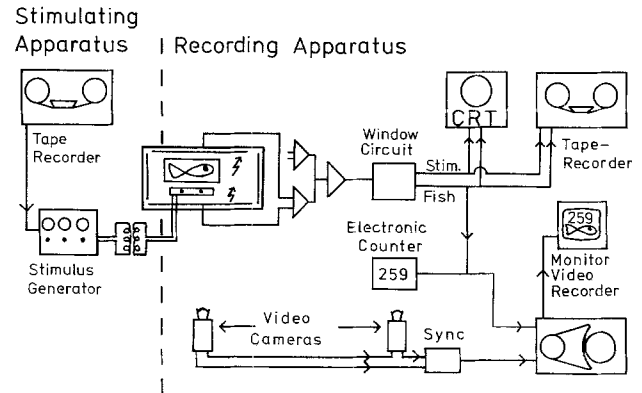 Stimulating
Apparatus
Recording Apparatus
Tape
Recorder
Stimulus
Generator
Window
Circuit
CRT
Stim.
Fish
Tape-
Recorder
Electronic
Counter
259
259
Monitor
Video
Recorder
Video
Cameras
Sync